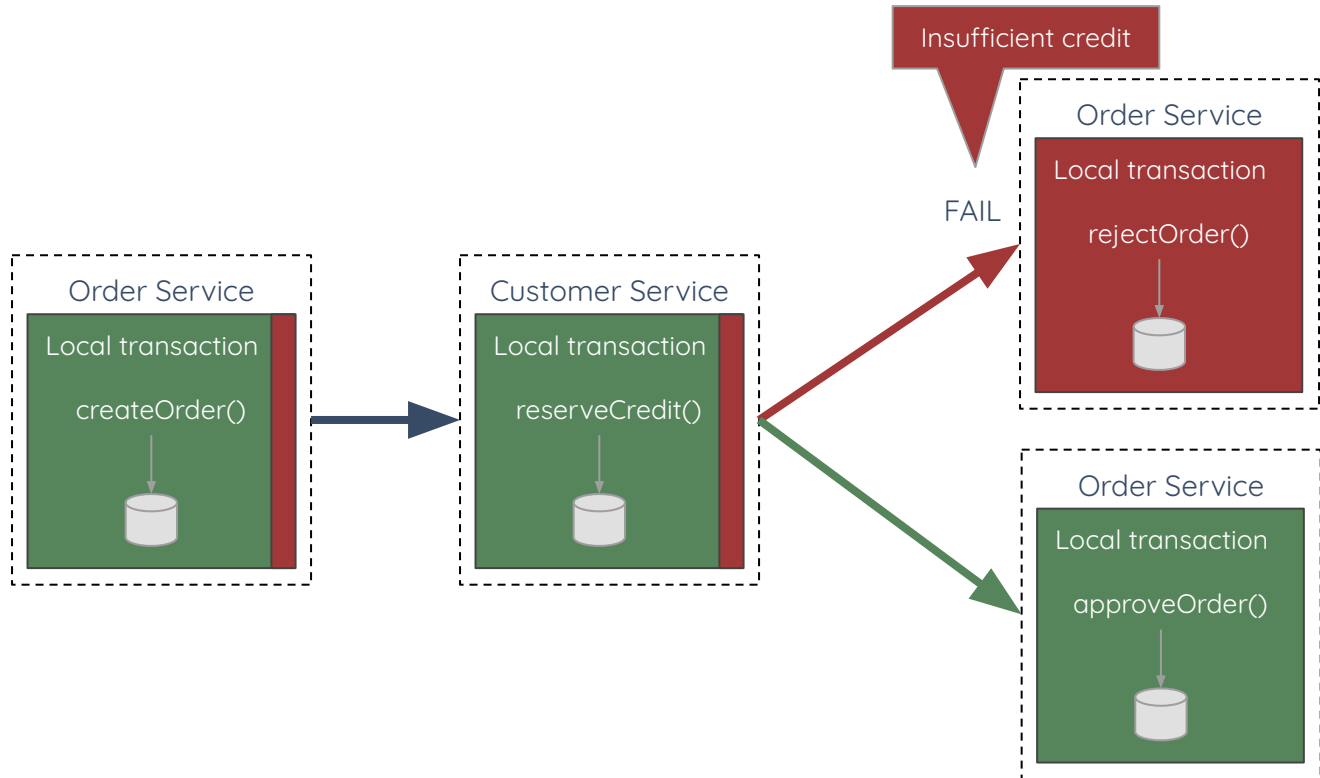 Insufficient credit
Order Service
Local transaction
rejectOrder()
FAIL
Order Service
Local transaction
createOrder()
Customer Service
Local transaction
reserveCredit()
Order Service
Local transaction
approveOrder()